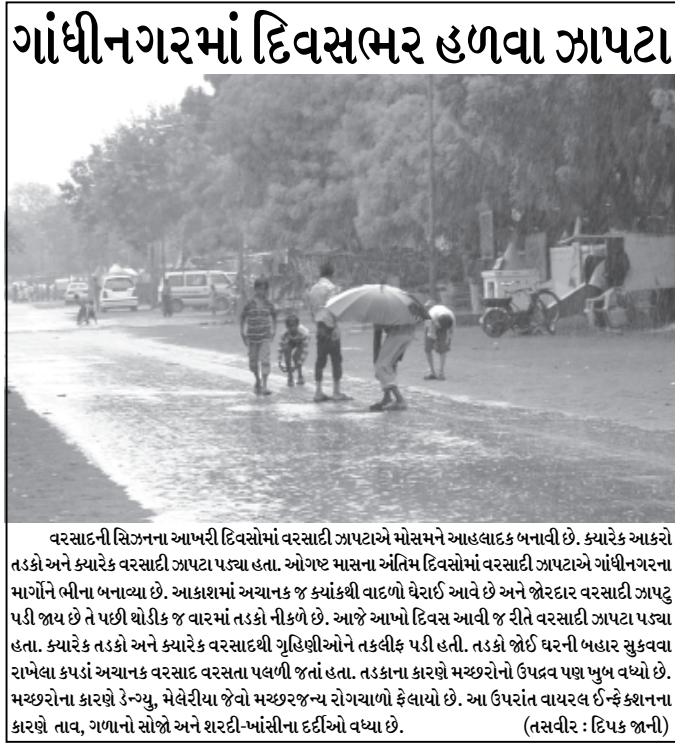 ગાંધીનગરમાં દિવસભર હળવા ઝાપટા
વરસાદની સિઝનના આખરી દિવસોમાં વરસાદી ઝાપટાએ મોસમને આહલાદક બનાવી છે. ક્યારેક આકરો
તડકો અને ક્યારેક વરસાદી ઝાપટા પડ્યા હતા. ઓગષ્ટ માસના અંતિમ દિવસોમાં વરસાદી ઝાપટાએ ગાંધીનગરના
માર્ગોને ભીના બનાવ્યા છે. આકાશમાં અચાનક જ ક્યાંકથી વાદળો ઘેરાઈ આવે છે અને જોરદાર વરસાદી ઝાપટુ
પડી જાય છે તે પછી થોડીક જ વારમાં તડકો નીકળે છે. આજે આખો દિવસ આવી જ રીતે વરસાદી ઝાપટા પડ્યા
હતા. ક્યારેક તડકો અને ક્યારેક વરસાદથી ગૃહિણીઓને તકલીફ પડી હતી. તડકો જોઈ ઘરની બહાર સુકવવા
રાખેલા કપડાં અચાનક વરસાદ વરસતા પલળી જતાં હતા. તડકાના કારણે મચ્છરોનો ઉપદ્રવ પણ ખુબ વધ્યો છે.
મચ્છરોના કારણે ડેન્ગ્યુ, મેલેરીયા જેવો મચ્છરજન્ય રોગચાળો ફેલાયો છે. આ ઉપરાંત વાયરલ ઈન્ફેક્શનના
કારણે તાવ, ગળાનો સોજો અને શરદી-ખાંસીના દર્દીઓ વધ્યા છે. (તસવીર : દિપક જાની)